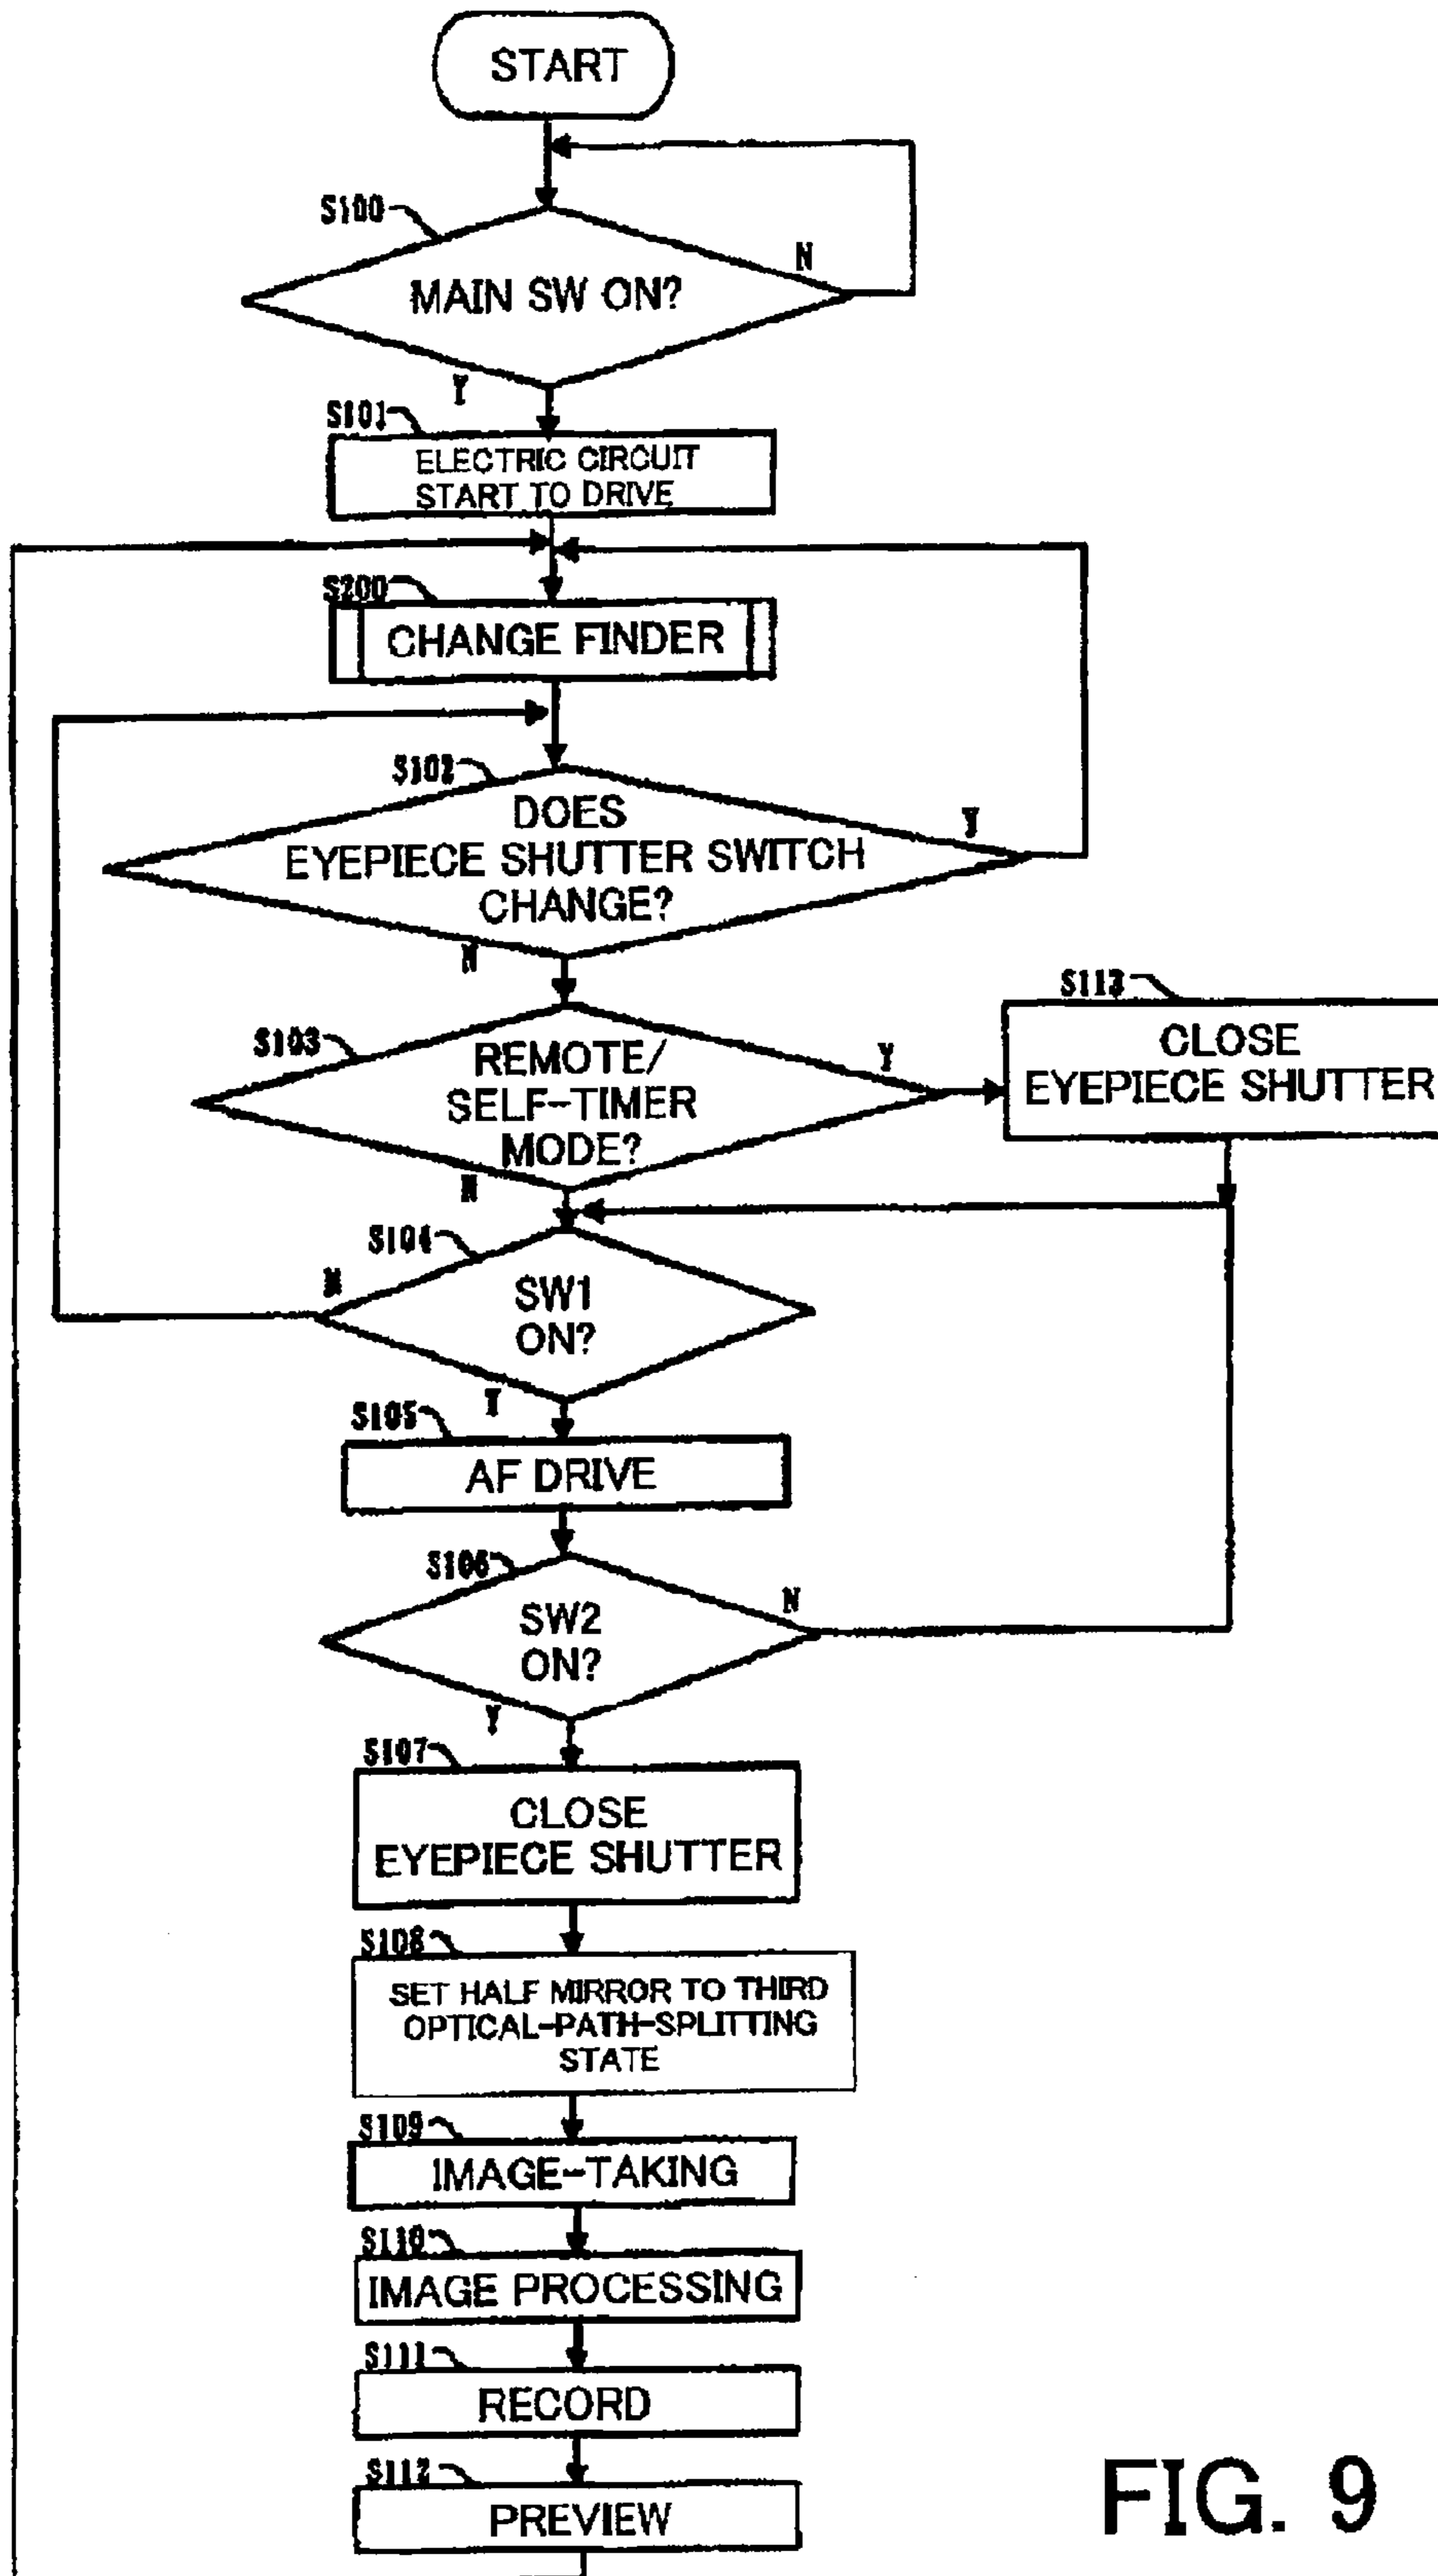 START
S100
N
MAIN SW ON?
Y
S101
ELECTRIC CIRCUIT
START TO DRIVE
S200
CHANGE FINDER
S102
DOES
EYEPIECE SHUTTER SWITCH
CHANGE?
Y
N
S103
REMOTE/
SELF-TIMER
MODE?
Y
N
S113
CLOSE
EYEPIECE SHUTTER
S104
N
SW1
ON?
Y
S105
AF DRIVE
S106
N
SW2
ON?
Y
S107
CLOSE
EYEPIECE SHUTTER
S108
SET HALF MIRROR TO THIRD
OPTICAL-PATH-SPLITTING
STATE
S109
IMAGE-TAKING
S110
IMAGE PROCESSING
S111
RECORD
S112
PREVIEW
FIG. 9